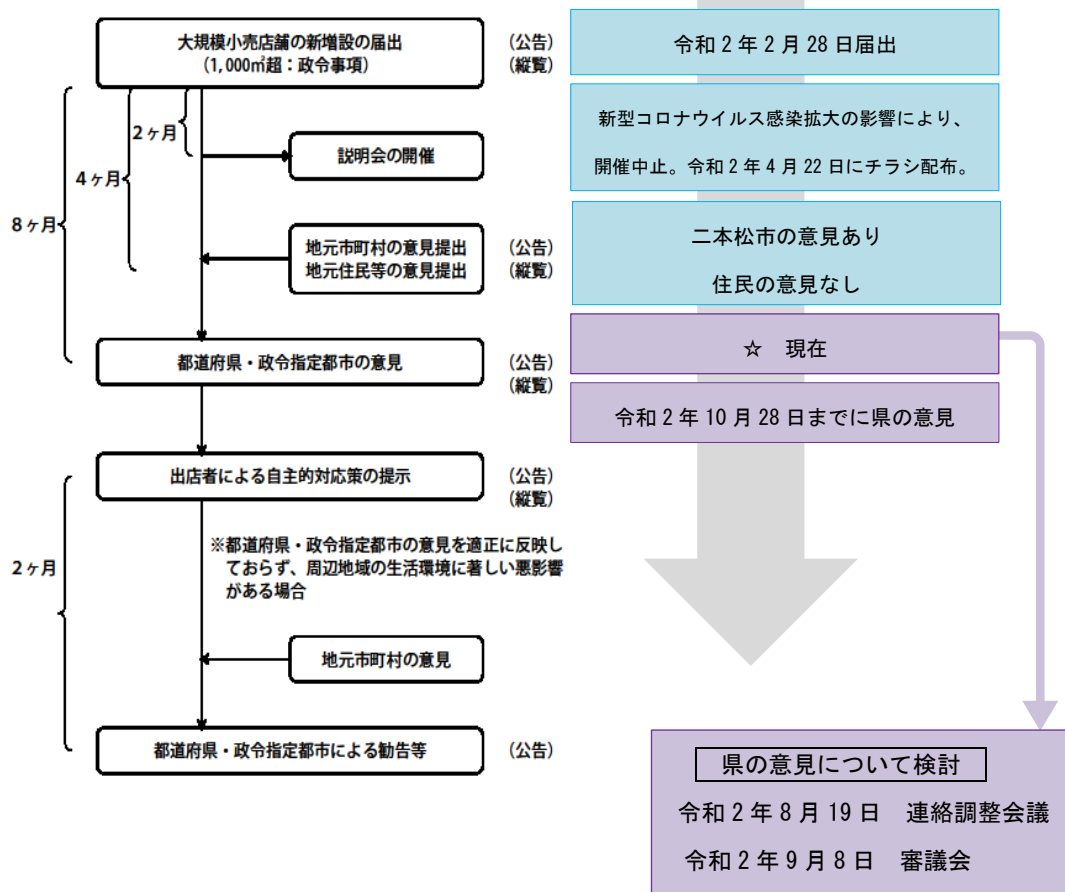 大規模小売店舗の新増設の届出
(1,000㎡超：政令事項)
(公告)
(縦覧)
2ヶ月
4ヶ月
8ヶ月
説明会の開催
地元市町村の意見提出
地元住民等の意見提出
(公告)
(縦覧)
都道府県・政令指定都市の意見
(公告)
(縦覧)
出店者による自主的対応策の提示
(公告)
(縦覧)
2ヶ月
※都道府県・政令指定都市の意見を適正に反映し
ておらず、周辺地域の生活環境に著しい悪影響
がある場合
地元市町村の意見
都道府県・政令指定都市による勧告等
(公告)
令和2年2月28日届出
新型コロナウイルス感染拡大の影響により、
開催中止。令和2年4月22日にチラシ配布。
二本松市の意見あり
住民の意見なし
☆ 現在
令和2年10月28日までに県の意見
県の意見について検討
令和2年8月19日 連絡調整会議
令和2年9月8日 審議会